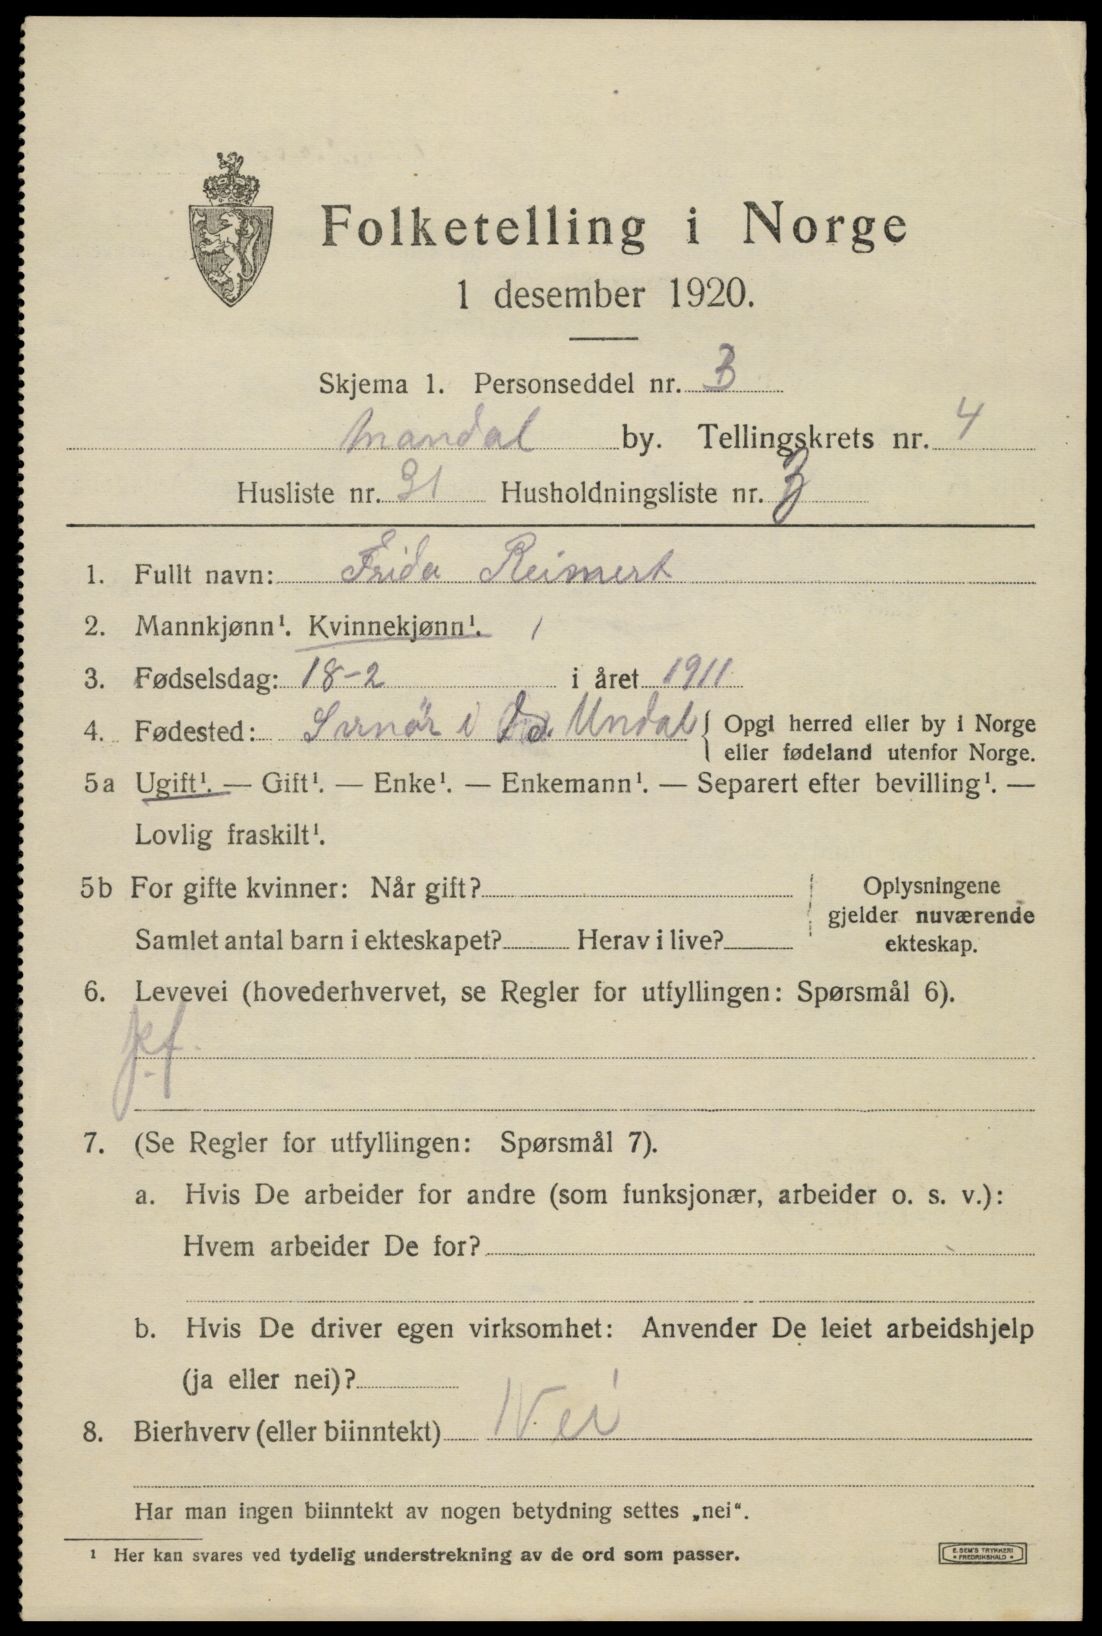 Folketelling i Norge
1 desember 1920.
Skjema 1. Personseddel nr. 3
Mandal by. Tellingskrets nr. 4
Husliste nr. 31 Husholdningsliste nr. 3
1. Fullt navn: Frida Reimert
2. Mannkjønn¹. Kvinnekjønn¹. /
3. Fødselsdag: 18-2 i året 1911
4. Fødested: i Undal { Opgi herred eller by i Norge
eller fødeland utenfor Norge.
5a Ugift¹. — Gift¹. — Enke¹. — Enkemann¹. — Separert efter bevilling¹. —
Lovlig fraskilt¹.
5b For gifte kvinner: Når gift?
Samlet antal barn i ekteskapet? Herav i live?
Oplysningene
gjelder nuværende
ekteskap.
6. Levevei (hovederhvervet, se Regler for utfyllingen: Spørsmål 6).
7. (Se Regler for utfyllingen: Spørsmål 7).
a. Hvis De arbeider for andre (som funksjonær, arbeider o. s. v.):
Hvem arbeider De for?
b. Hvis De driver egen virksomhet: Anvender De leiet arbeidshjelp
(ja eller nei)?
8. Bierhverv (eller biinntekt) Nei
Har man ingen biinntekt av nogen betydning settes „nei“.
¹ Her kan svares ved tydelig understrekning av de ord som passer.
E. SEM'S TRYKKERI
• FREDRIKSHALD •